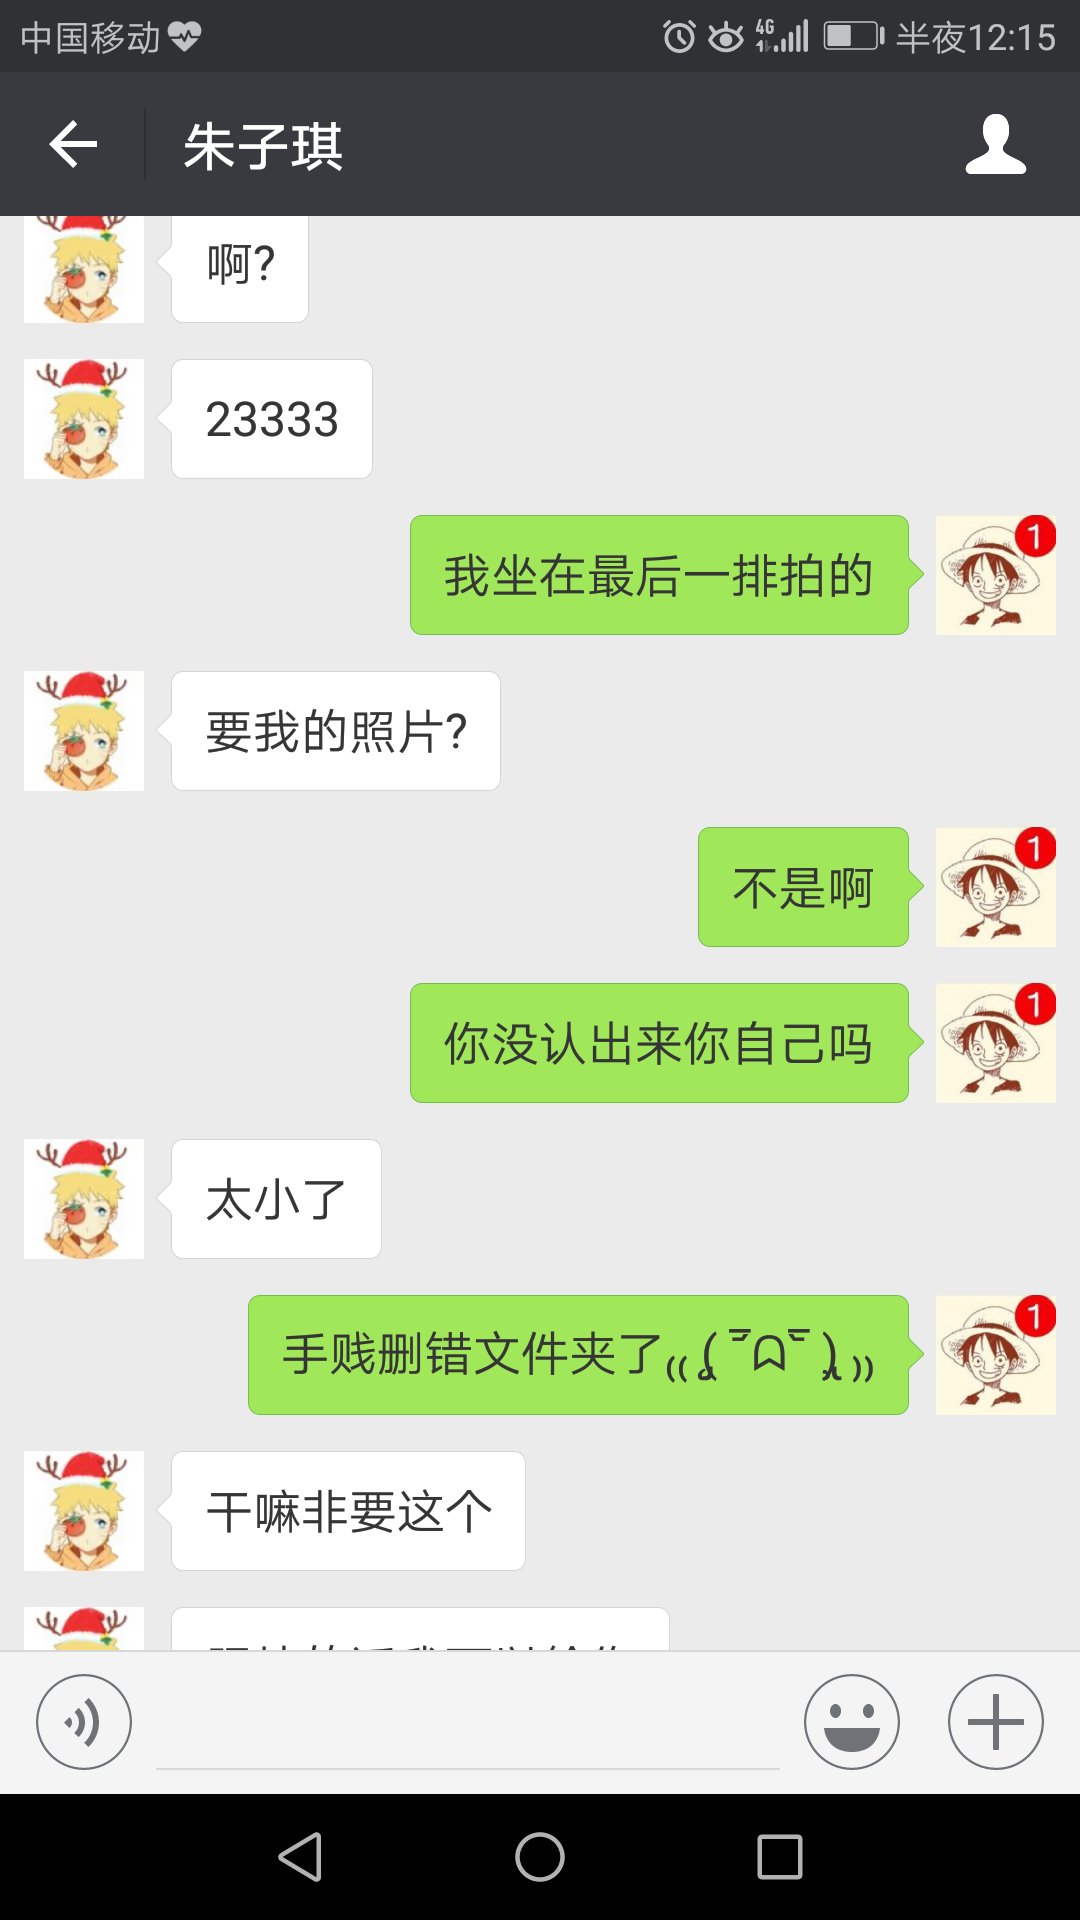 中国移动
4G
1
半夜12:15
朱子琪
啊?
23333
我坐在最后一排拍的
1
要我的照片?
不是啊
1
你没认出来你自己吗
1
太小了
手贱删错文件夹了
1
干嘛非要这个